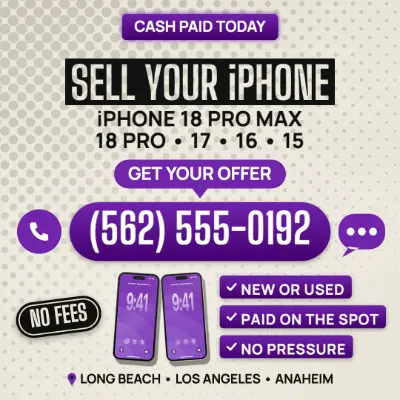 CASH PAID TODAY
SELL YOUR iPHONE
iPHONE 18 PRO MAX
18 PRO • 17 • 16 • 15
GET YOUR OFFER
(562) 555-0192
NO FEES
9:41
9:41
NEW OR USED
PAID ON THE SPOT
NO PRESSURE
LONG BEACH • LOS ANGELES • ANAHEIM